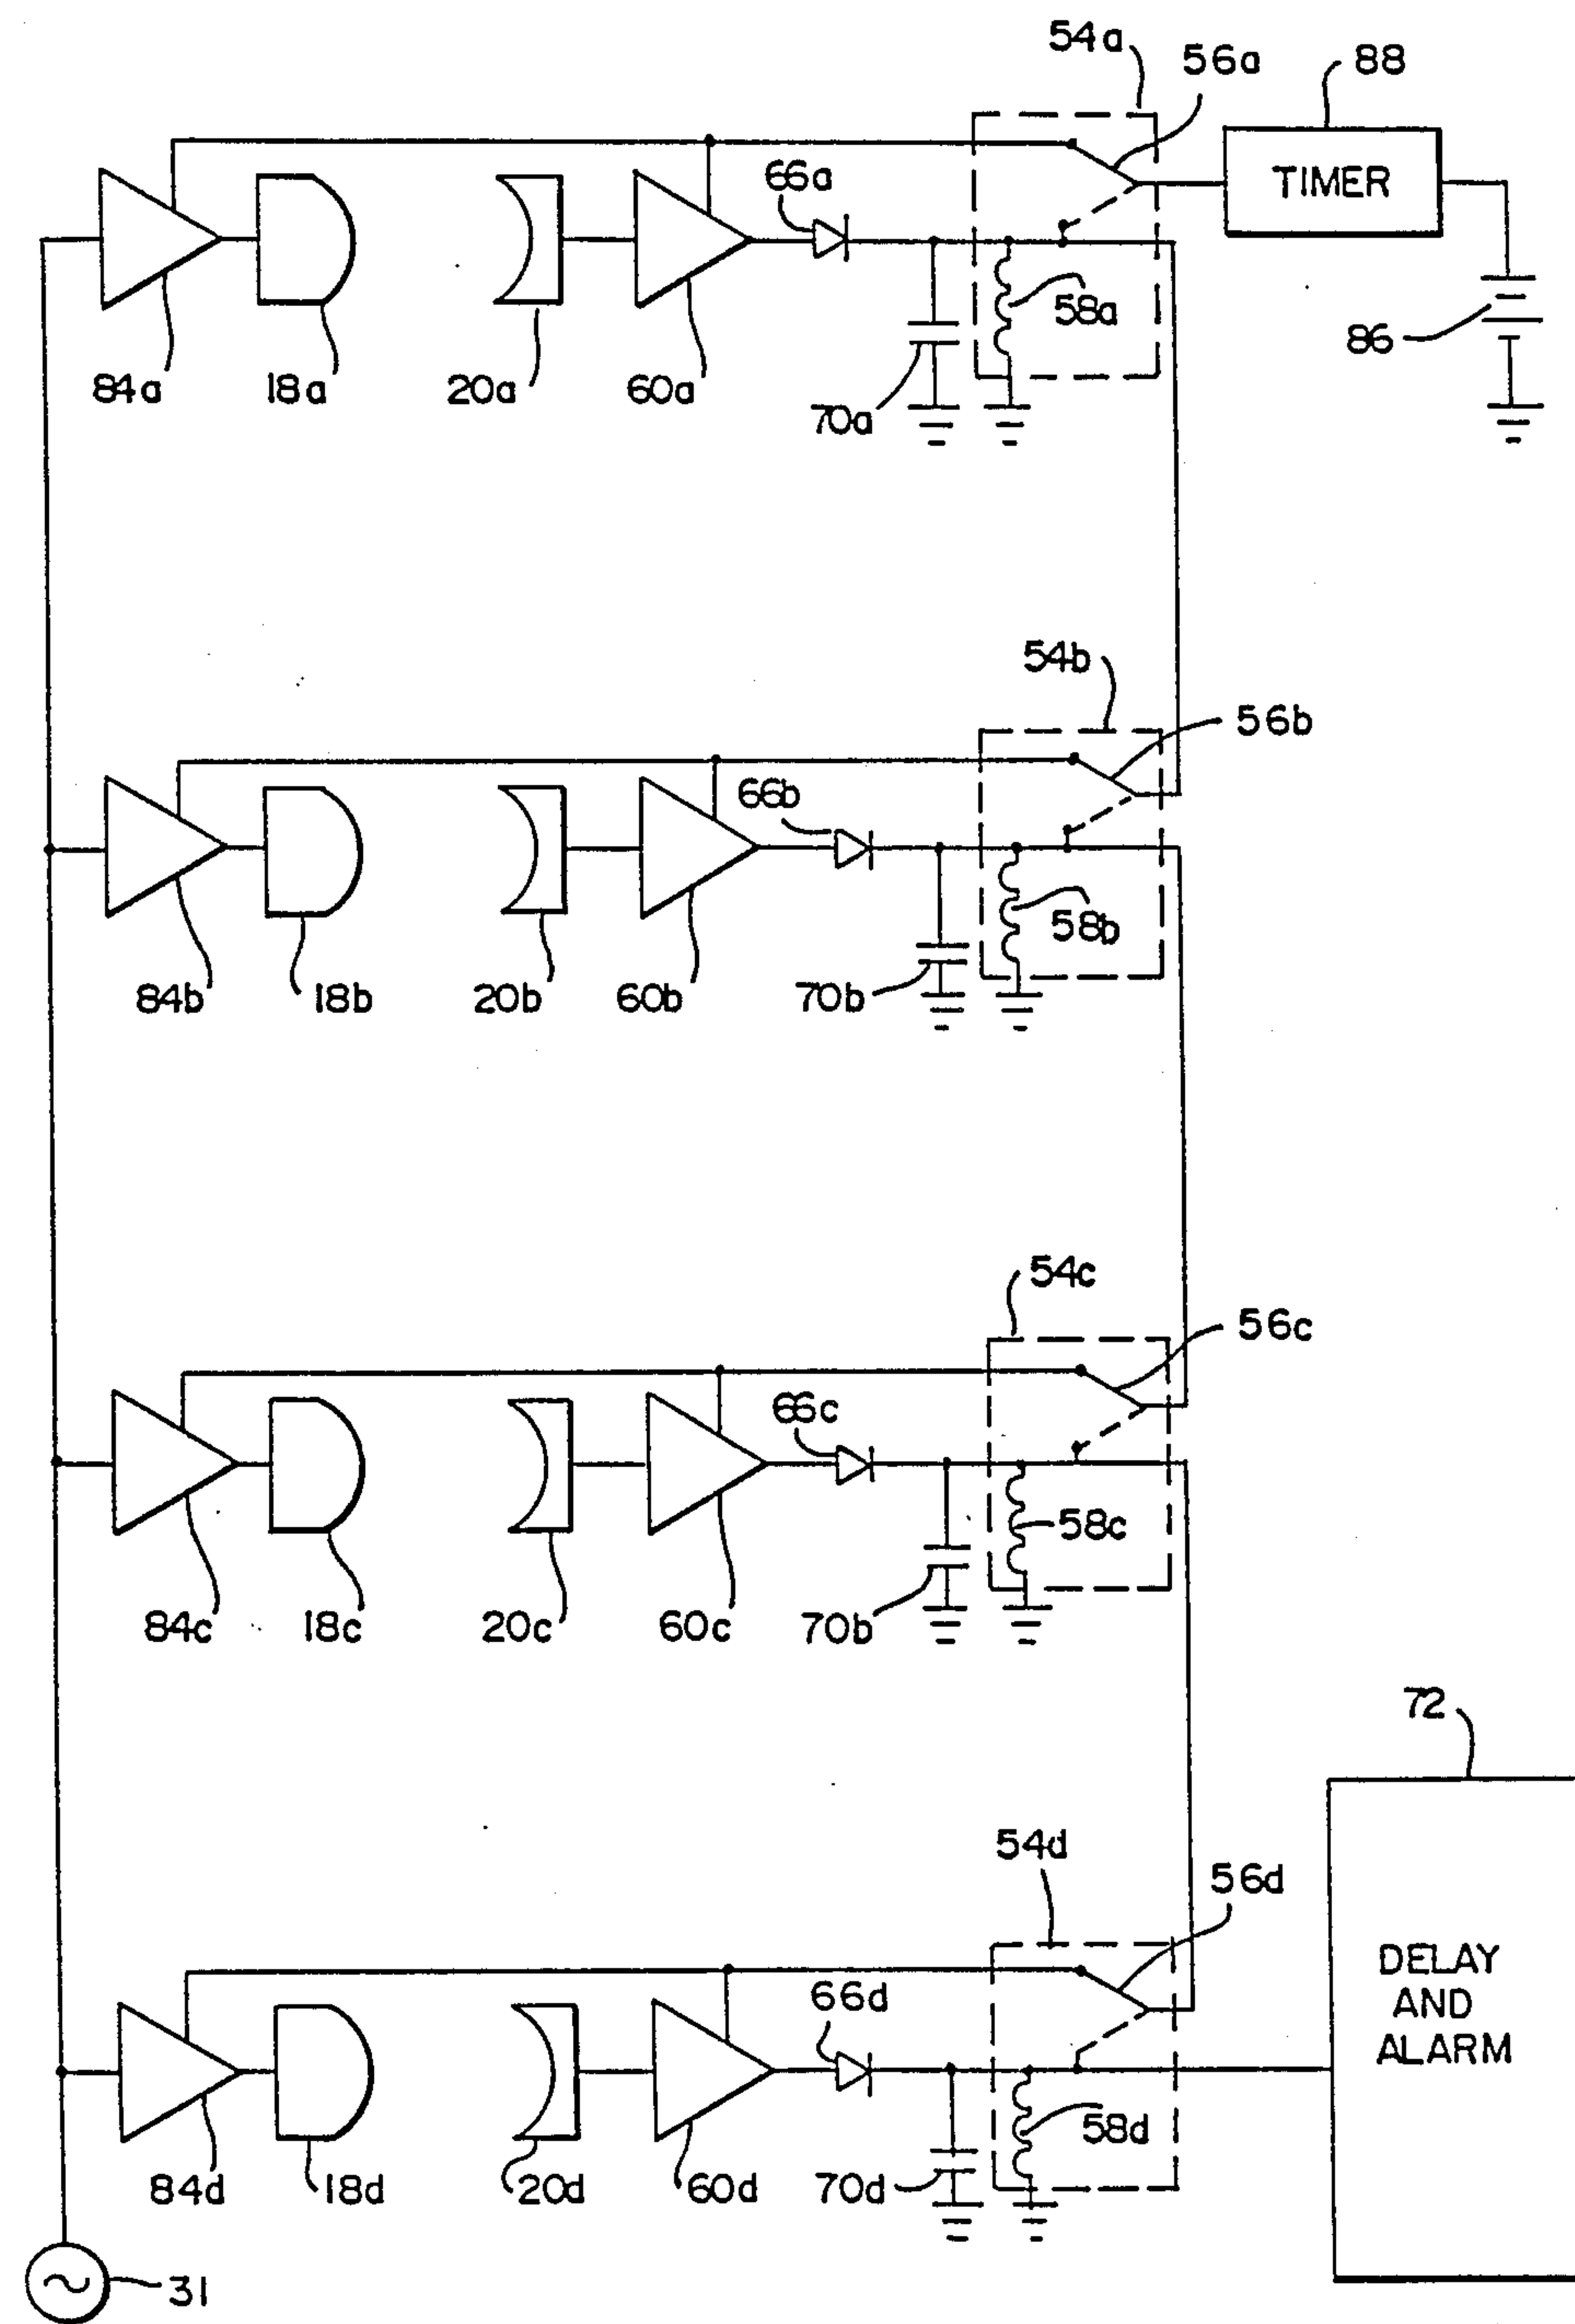 54a
56a
88
66a
TIMER
58a
86
84a
18a
20a
60a
70a
54b
56b
66b
58b
84b
18b
20b
60b
70b
54c
56c
66c
58c
84c
18c
20c
60c
70b
72
54d
56d
66d
DELAY
AND
ALARM
58d
84d
18d
20d
60d
70d
31